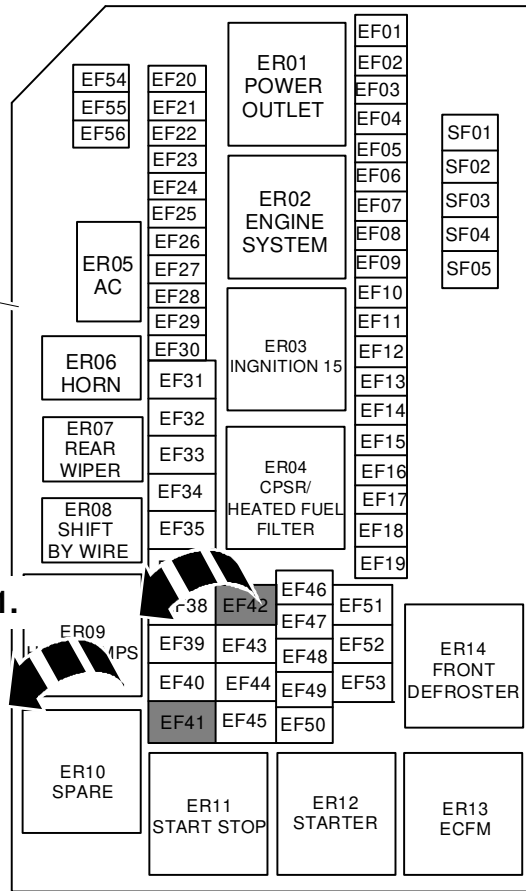 EF54
EF55
EF56
EF20
EF21
EF22
EF23
EF24
EF25
EF26
EF27
EF28
EF29
EF30
EF31
EF32
EF33
EF34
EF35
ER01
POWER
OUTLET
ER02
ENGINE
SYSTEM
ER03
INGNITION 15
ER04
CPSR/
HEATED FUEL
FILTER
EF01
EF02
EF03
EF04
EF05
EF06
EF07
EF08
EF09
EF10
EF11
EF12
EF13
EF14
EF15
EF16
EF17
EF18
EF19
SF01
SF02
SF03
SF04
SF05
ER05
AC
ER06
HORN
ER07
REAR
WIPER
ER08
SHIFT
BY WIRE
ER09
EF39
EF40
EF41
EF42
EF43
EF44
EF45
EF46
EF47
EF48
EF49
EF50
EF51
EF52
EF53
ER14
FRONT
DEFROSTER
ER10
SPARE
ER11
START STOP
ER12
STARTER
ER13
ECFM